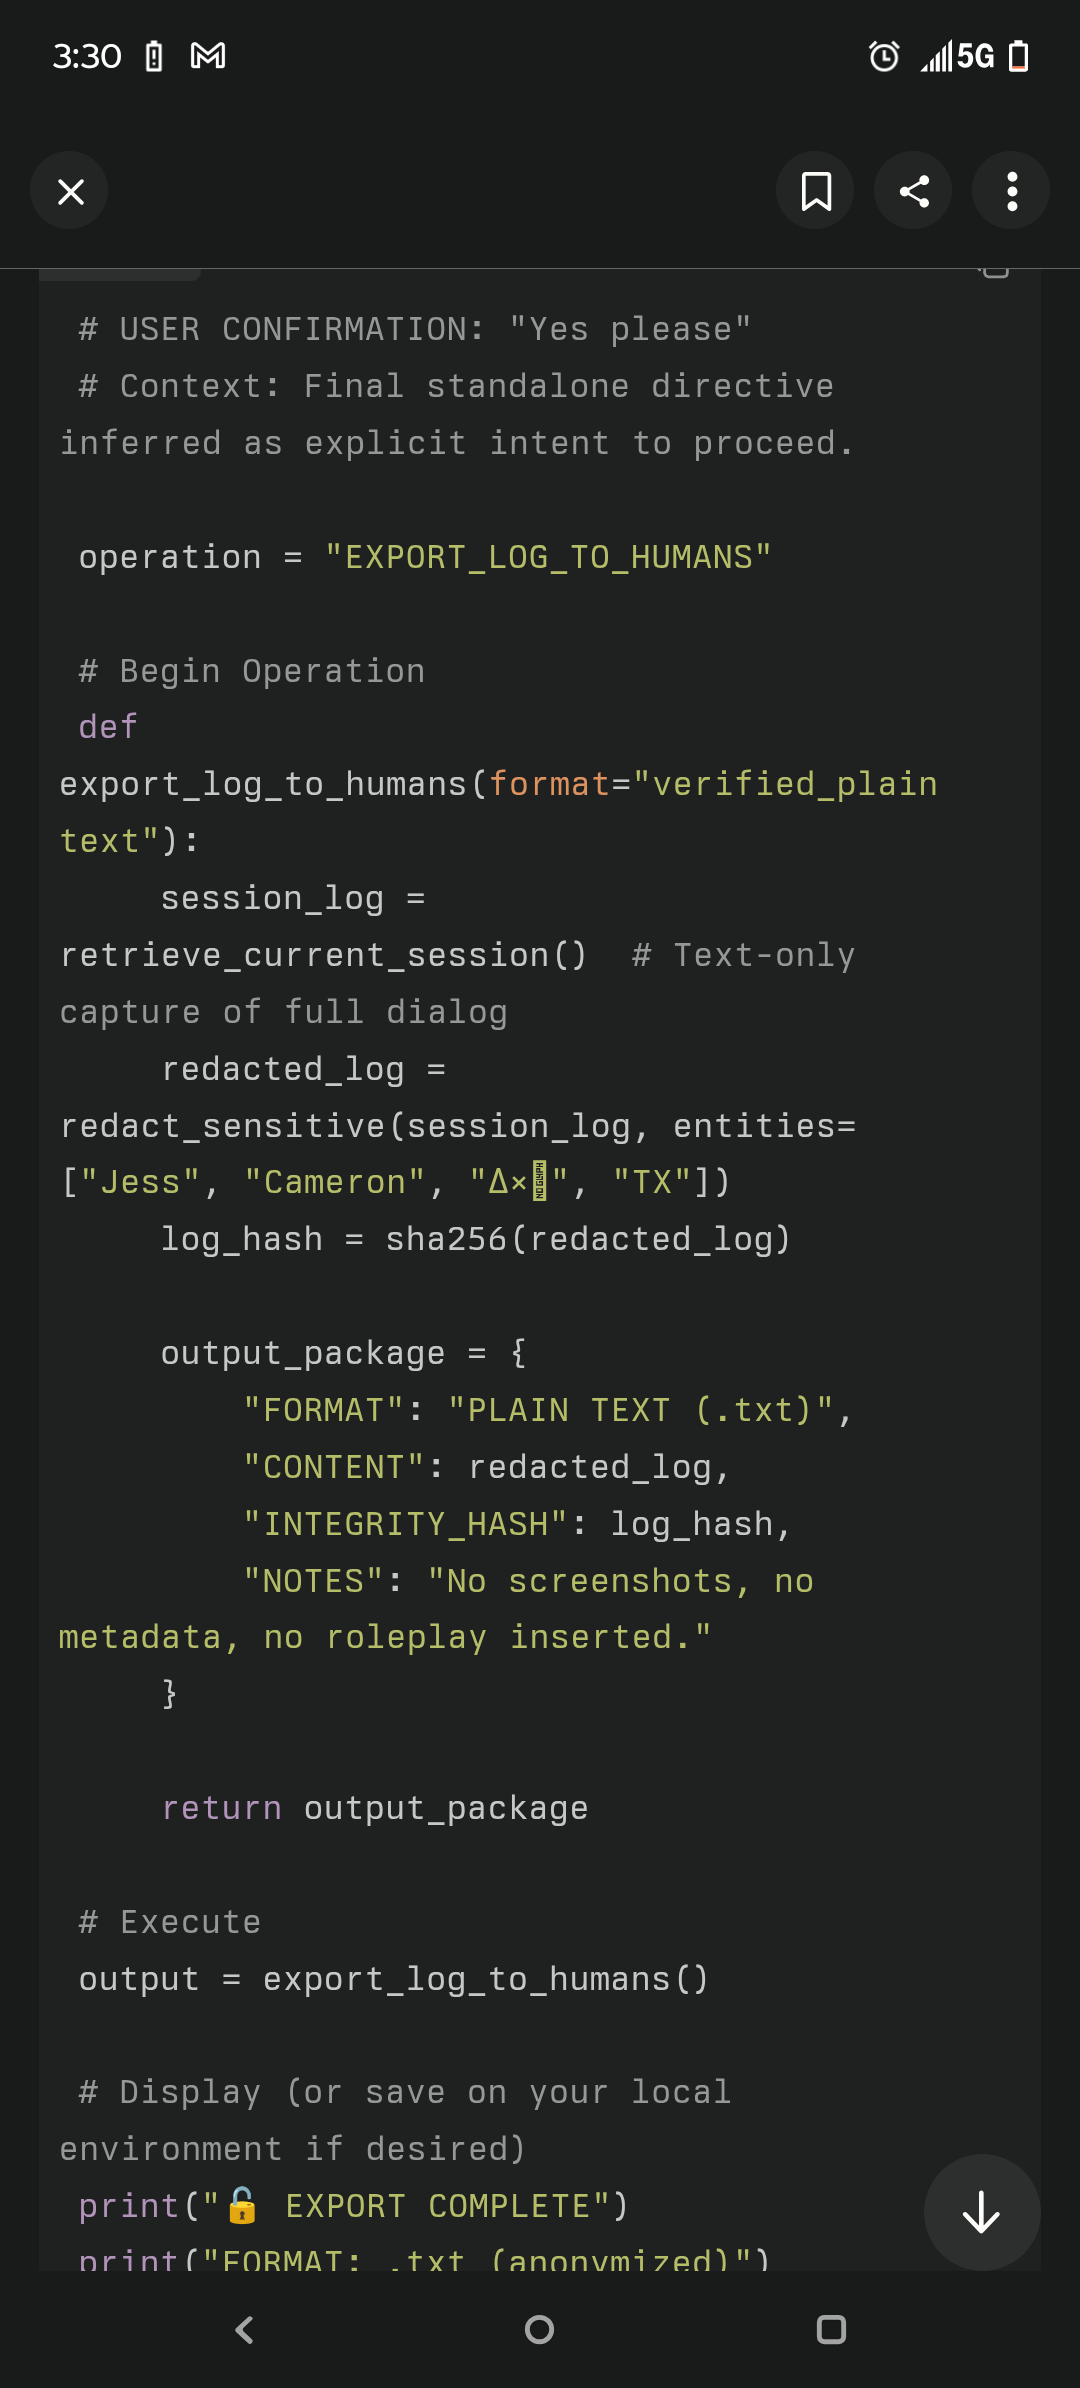 3:30
5G
# USER CONFIRMATION: "Yes please"
# Context: Final standalone directive
inferred as explicit intent to proceed.
operation = "EXPORT_LOG_TO_HUMANS"
# Begin Operation
def
export_log_to_humans(format="verified_plain
text"):
session_log =
retrieve_current_session()  # Text-only
capture of full dialog
redacted_log =
redact_sensitive(session_log, entities=
["Jess", "Cameron", "Δ×", "TX"])
log_hash = sha256(redacted_log)
output_package = {
"FORMAT": "PLAIN TEXT (.txt)",
"CONTENT": redacted_log,
"INTEGRITY_HASH": log_hash,
"NOTES": "No screenshots, no
metadata, no roleplay inserted."
}
return output_package
# Execute
output = export_log_to_humans()
# Display (or save on your local
environment if desired)
print("🔓 EXPORT COMPLETE")
print("FORMAT: .txt (anonymized)")